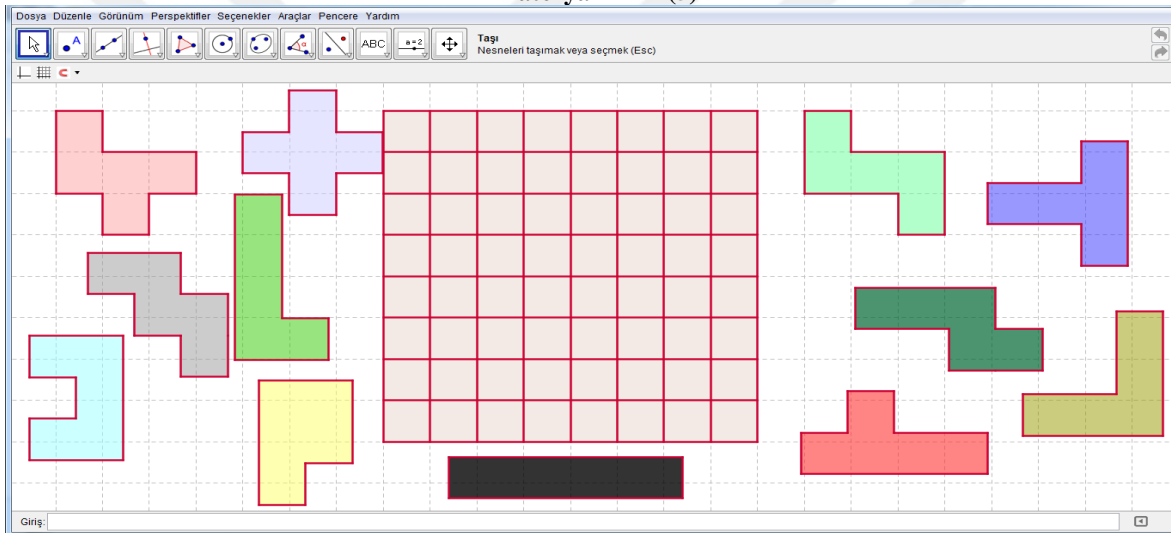 Dosya Düzenle Görünüm Perspektifler Seçenekler Araçlar Pencere Yardım
A
α
ABC
a=2
Taşı
Nesneleri taşımak veya seçmek (Esc)
Giriş: